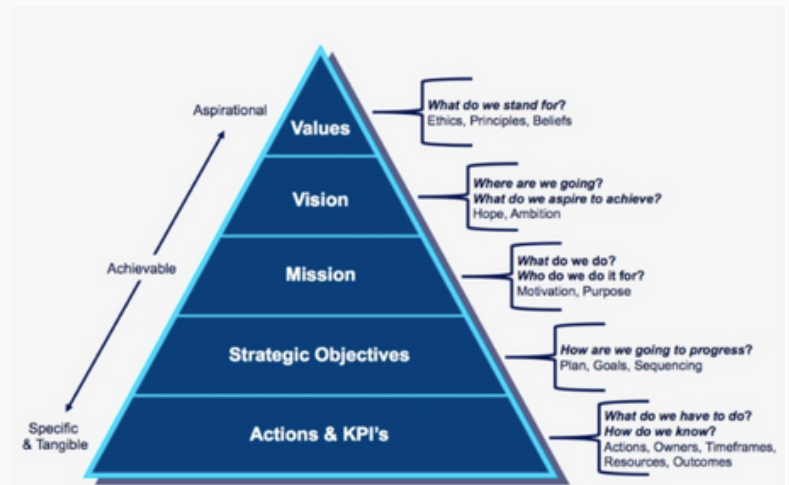 Aspirational
Values
What do we stand for?
Ethics, Principles, Beliefs
Vision
Where are we going?
What do we aspire to achieve?
Hope, Ambition
Achievable
Mission
What do we do?
Who do we do it for?
Motivation, Purpose
Strategic Objectives
How are we going to progress?
Plan, Goals, Sequencing
Specific
& Tangible
Actions & KPI's
What do we have to do?
How do we know?
Actions, Owners, Timeframes,
Resources, Outcomes